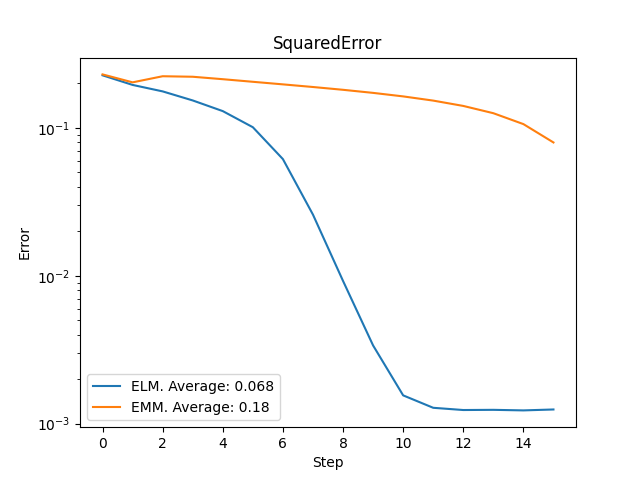 SquaredError
Error
10⁻¹
10⁻²
10⁻³
ELM. Average: 0.068
EMM. Average: 0.18
0 2 4 6 8 10 12 14
Step